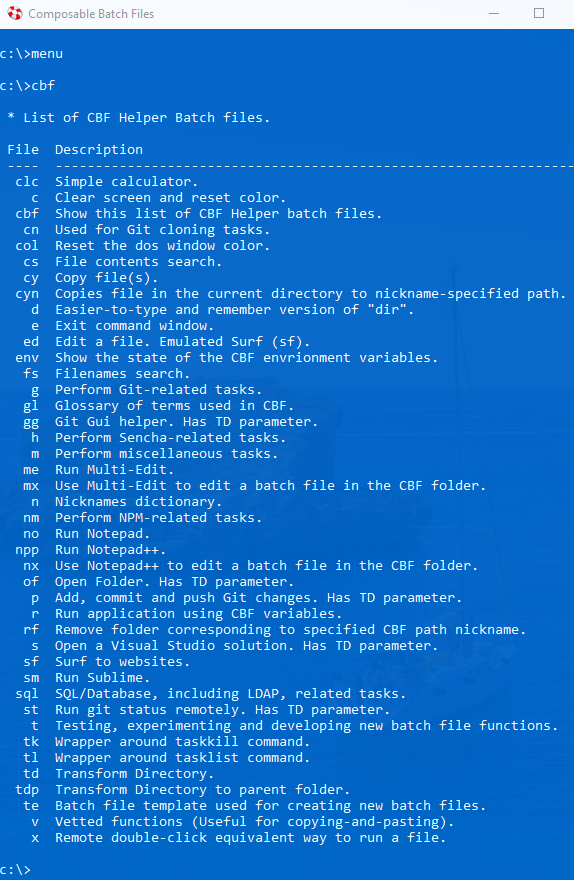 Composable Batch Files
c:\>menu
c:\>cbf
* List of CBF Helper Batch files.
File  Description
----  -----------------------------------------------------------------
clc  Simple calculator.
c  Clear screen and reset color.
cbf  Show this list of CBF Helper batch files.
cn  Used for Git cloning tasks.
col  Reset the dos window color.
cs  File contents search.
cy  Copy file(s).
cyn  Copies file in the current directory to nickname-specified path.
d  Easier-to-type and remember version of "dir".
e  Exit command window.
ed  Edit a file. Emulated Surf (sf).
env  Show the state of the CBF envrionment variables.
fs  Filenames search.
g  Perform Git-related tasks.
gl  Glossary of terms used in CBF.
gg  Git Gui helper. Has TD parameter.
h  Perform Sencha-related tasks.
m  Perform miscellaneous tasks.
me  Run Multi-Edit.
mx  Use Multi-Edit to edit a batch file in the CBF folder.
n  Nicknames dictionary.
nm  Perform NPM-related tasks.
no  Run Notepad.
npp  Run Notepad++.
nx  Use Notepad++ to edit a batch file in the CBF folder.
of  Open Folder. Has TD parameter.
p  Add, commit and push Git changes. Has TD parameter.
r  Run application using CBF variables.
rf  Remove folder corresponding to specified CBF path nickname.
s  Open a Visual Studio solution. Has TD parameter.
sf  Surf to websites.
sm  Run Sublime.
sql  SQL/Database, including LDAP, related tasks.
st  Run git status remotely. Has TD parameter.
t  Testing, experimenting and developing new batch file functions.
tk  Wrapper around taskkill command.
tl  Wrapper around tasklist command.
td  Transform Directory.
tdp  Transform Directory to parent folder.
te  Batch file template used for creating new batch files.
v  Vetted functions (Useful for copying-and-pasting).
x  Remote double-click equivalent way to run a file.
c:\>